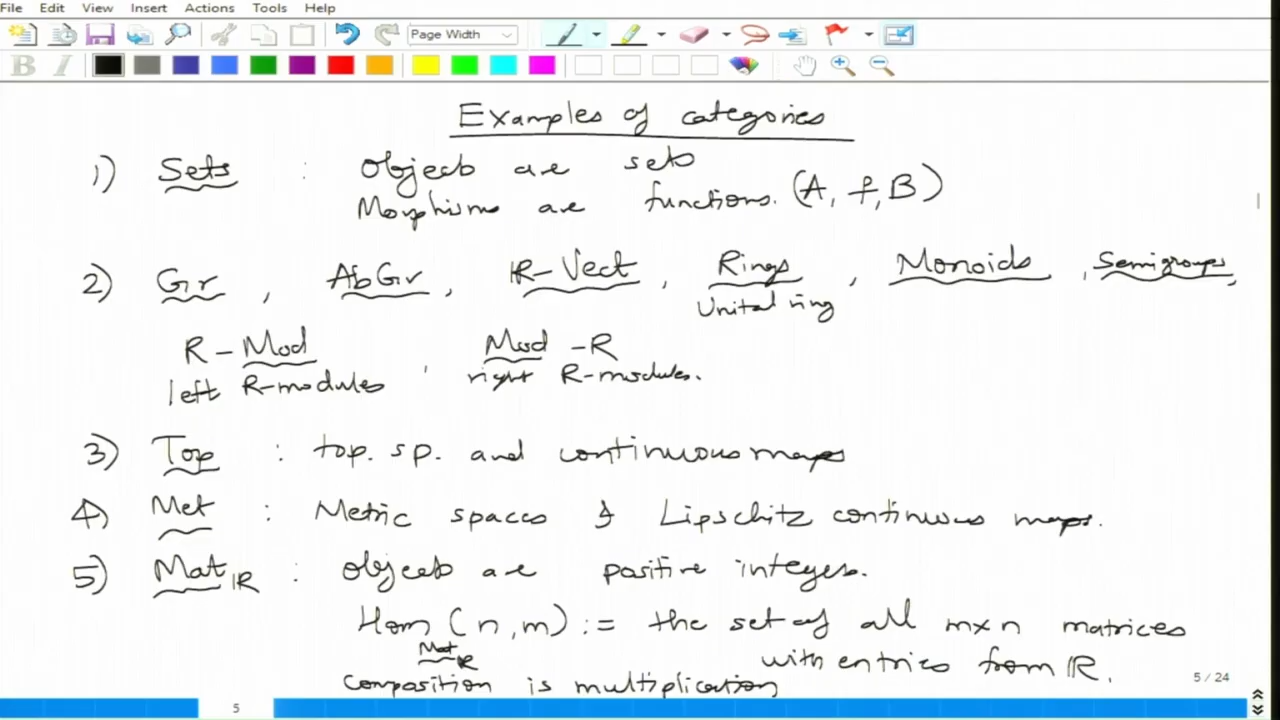 File Edit View Insert Actions Tools Help
Page Width
B I
Examples of categories
1) Sets : Objects are sets
Morphisms are functions. (A, f, B)
2) Gr , AbGr , ℝ-Vect , Rings , Monoids , Semigroups ,
Unital ring
R - Mod , Mod - R
left R-modules right R-modules.
3) Top : top. sp. and continuous maps
4) Met : Metric spaces & Lipschitz continuous maps.
5) Mat_ℝ : objects are positive integers.
Hom_{Mat_ℝ} (n, m) := the set of all m×n matrices
with entries from ℝ.
composition is multiplication
5 / 24
5